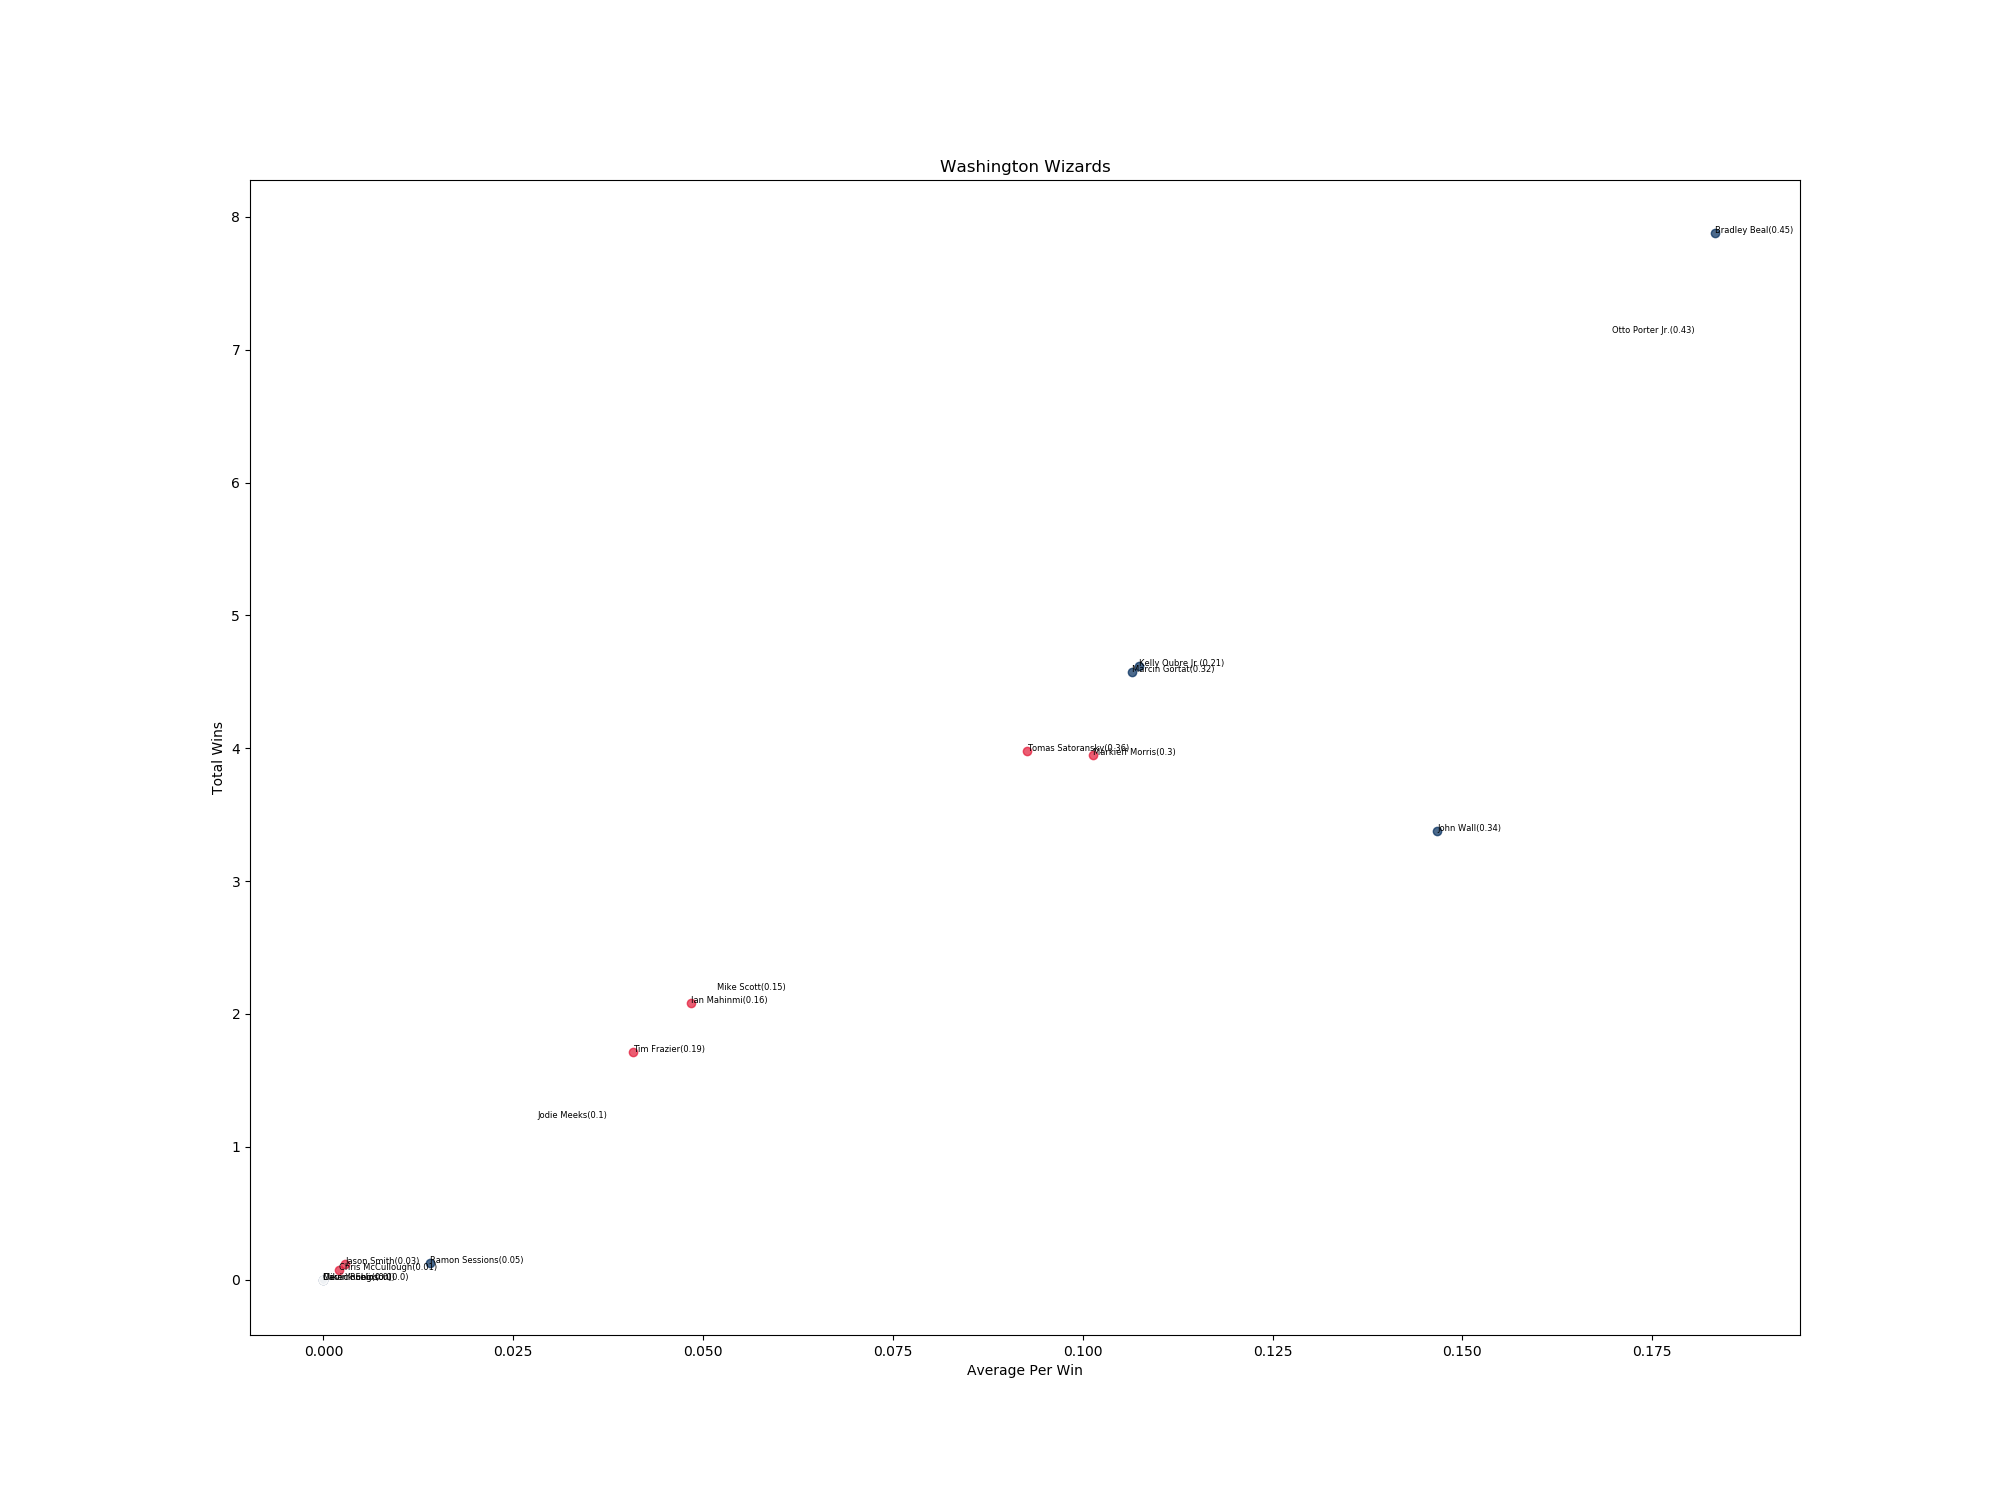 Washington Wizards
8
Bradley Beal(0.45)
Otto Porter Jr.(0.43)
7
6
5
Kelly Oubre Jr.(0.21)
Marcin Gortat(0.32)
4
Tomas Satoransky(0.36)
Markieff Morris(0.3)
John Wall(0.34)
3
Mike Scott(0.15)
Ian Mahinmi(0.16)
2
Tim Frazier(0.19)
Jodie Meeks(0.1)
1
Ramon Sessions(0.05)
Jason Smith(0.03)
Chris McCullough(0.01)
0
0.000 0.025 0.050 0.075 0.100 0.125 0.150 0.175
Average Per Win
Total Wins